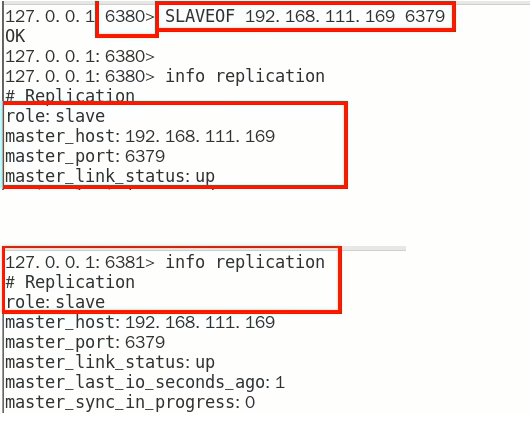 127.0.0.1:6380> SLAVEOF 192.168.111.169 6379
OK
127.0.0.1:6380>
127.0.0.1:6380> info replication
# Replication
role:slave
master_host:192.168.111.169
master_port:6379
master_link_status:up
127.0.0.1:6381> info replication
# Replication
role:slave
master_host:192.168.111.169
master_port:6379
master_link_status:up
master_last_io_seconds_ago:1
master_sync_in_progress:0